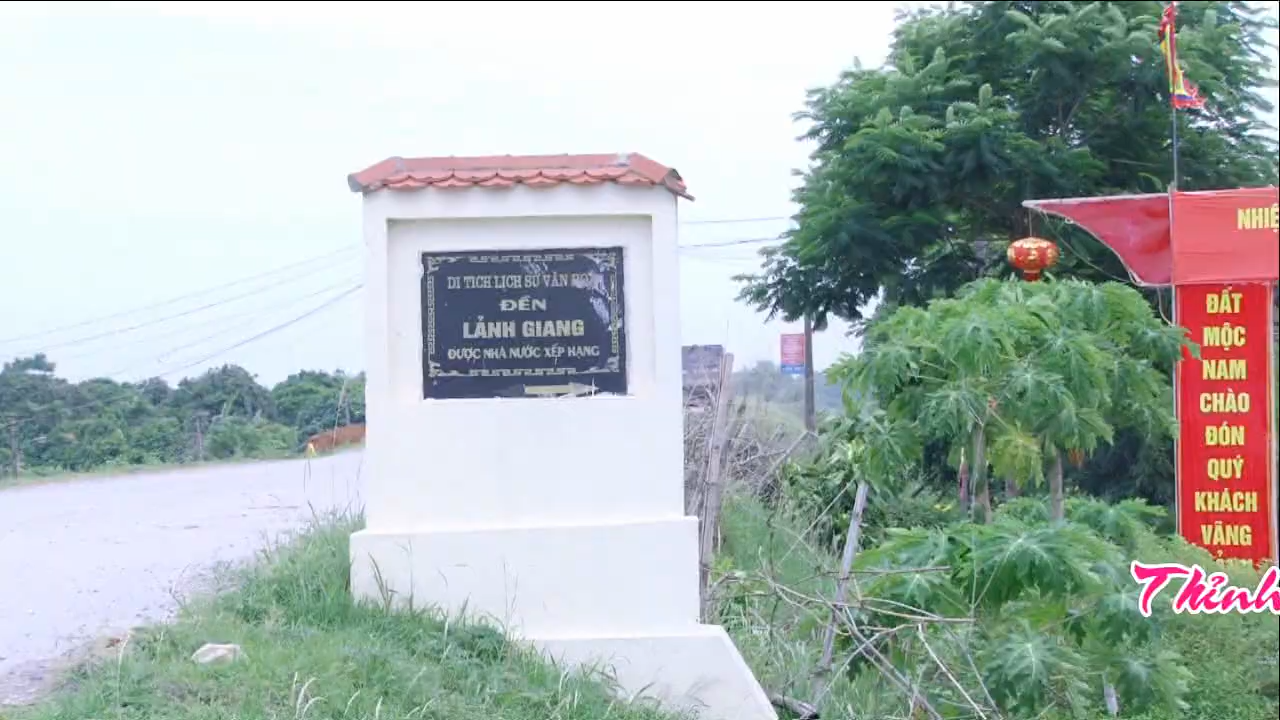 DI TÍCH LỊCH SỬ VĂN
ĐỀN
LẢNH GIANG
ĐƯỢC NHÀ NƯỚC XẾP HẠNG
NHIỆ
ĐẤT
MỘC
NAM
CHÀO
ĐÓN
QUÝ
KHÁCH
VÃNG
Thỉnh